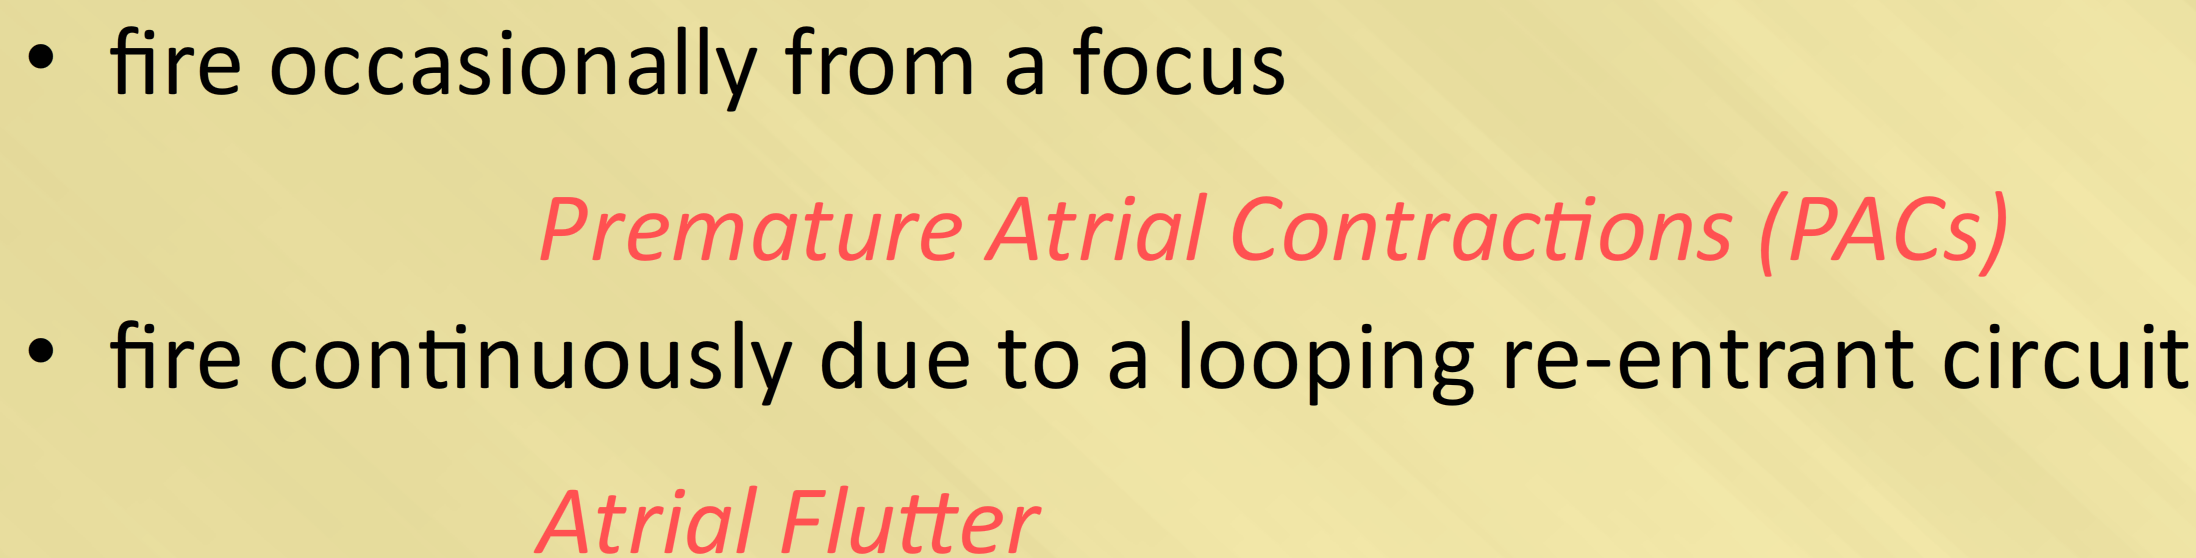 • fire occasionally from a focus
Premature Atrial Contractions (PACs)
• fire continuously due to a looping re-entrant circuit
Atrial Flutter